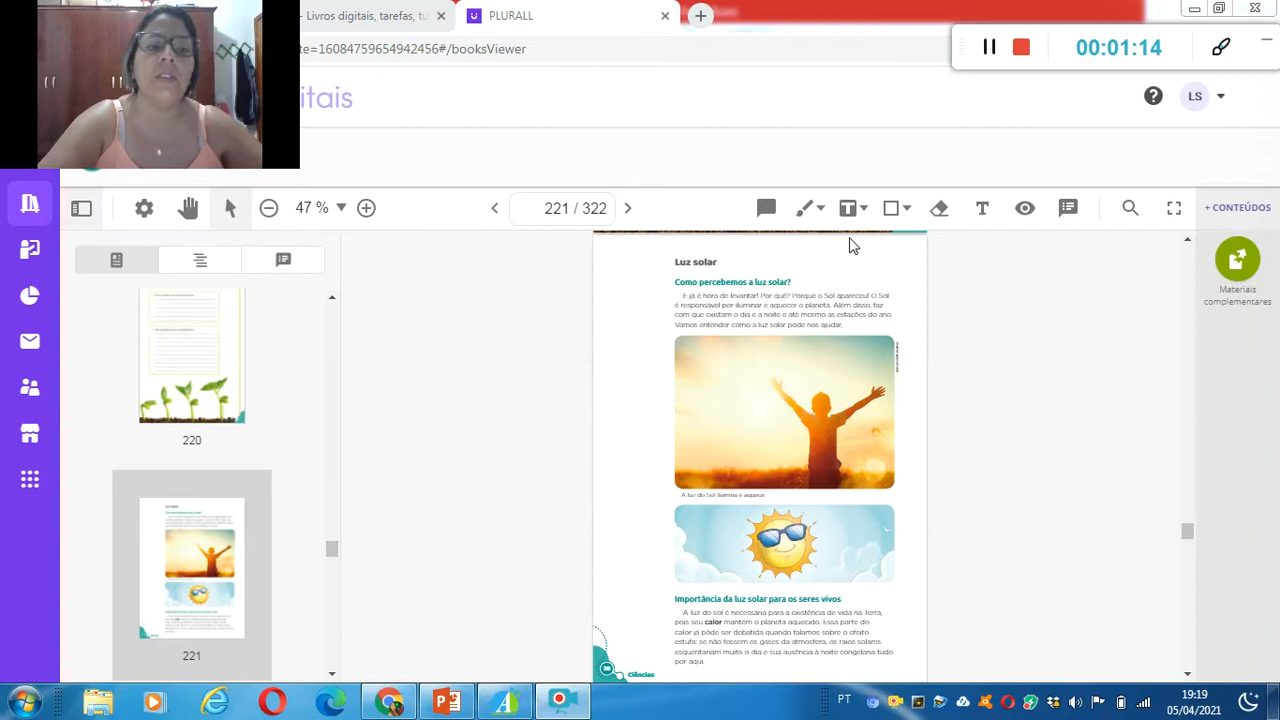 - Livros digitais, tarefas, n
PLURALL
te=16084759654942456#/booksViewer
00:01:14
itais
LS
47 %
221 / 322
+ CONTEÚDOS
Materiais
complementares
Luz solar
Como percebemos a luz solar?
E já é hora de levantar! Por quê? Porque o Sol apareceu! O Sol
é responsável por iluminar e aquecer o planeta. Além disso, faz
com que existam o dia e a noite e até mesmo as estações do ano.
Vamos entender como a luz solar pode nos ajudar.
A luz do Sol ilumina e aquece.
Importância da luz solar para os seres vivos
A luz do sol é necessária para a existência de vida na Terra,
pois seu calor mantém o planeta aquecido. Essa parte do
calor já pôde ser debatida quando falamos sobre o efeito
estufa: se não fossem os gases da atmosfera, os raios solares
esquentariam muito o dia e sua ausência à noite congelaria tudo
por aqui.
Ciências
220
221
PT
19:19
05/04/2021